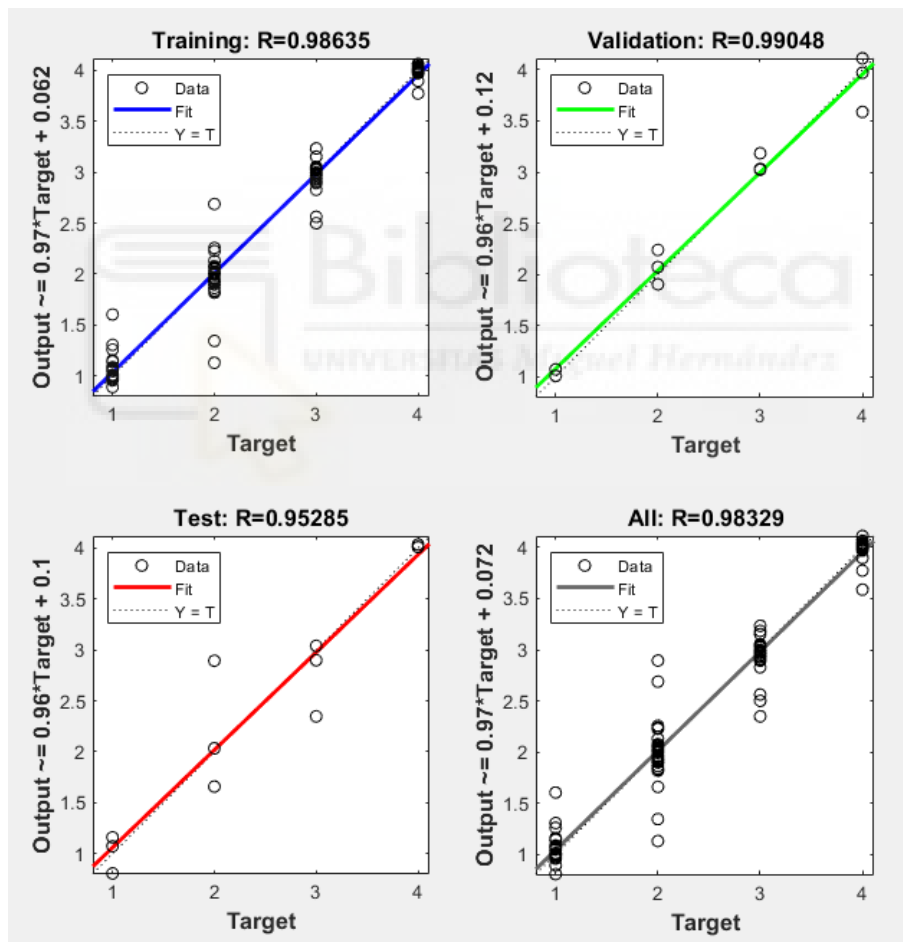 Training: R=0.98635
Output ~= 0.97*Target + 0.062
4
3.5
3
2.5
2
1.5
1
Data
Fit
Y = T
1 2 3 4
Target
Validation: R=0.99048
Output ~= 0.96*Target + 0.12
4
3.5
3
2.5
2
1.5
1
Data
Fit
Y = T
1 2 3 4
Target
Biblioteca
UNIVERSITAS Miguel Hernández
Test: R=0.95285
Output ~= 0.96*Target + 0.1
4
3.5
3
2.5
2
1.5
1
Data
Fit
Y = T
1 2 3 4
Target
All: R=0.98329
Output ~= 0.97*Target + 0.072
4
3.5
3
2.5
2
1.5
1
Data
Fit
Y = T
1 2 3 4
Target